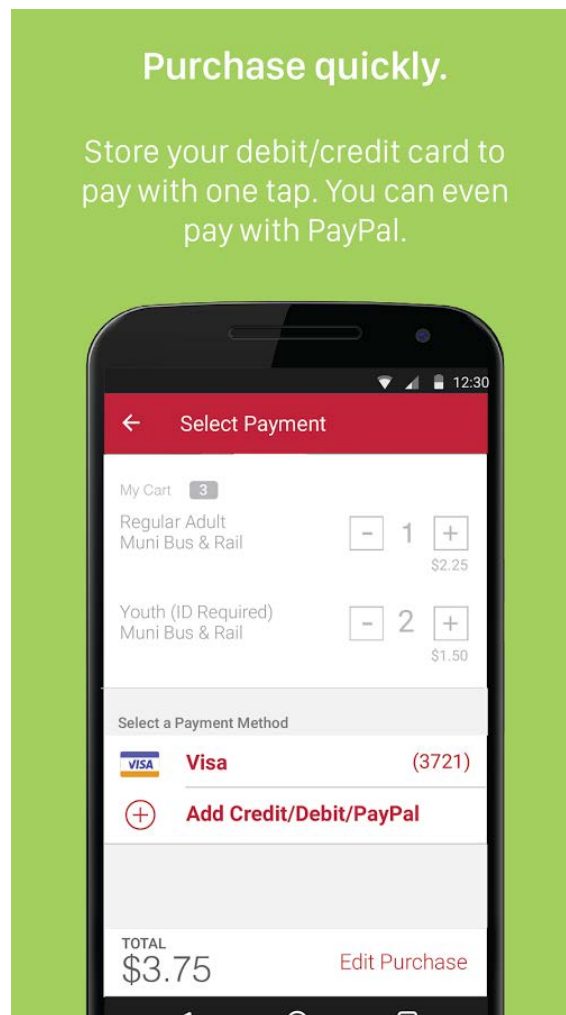 Purchase quickly.
Store your debit/credit card to
pay with one tap. You can even
pay with PayPal.
12:30
Select Payment
My Cart 3
Regular Adult
Muni Bus & Rail
- 1 +
$2.25
Youth (ID Required)
Muni Bus & Rail
- 2 +
$1.50
Select a Payment Method
VISA Visa (3721)
Add Credit/Debit/PayPal
TOTAL
$3.75 Edit Purchase